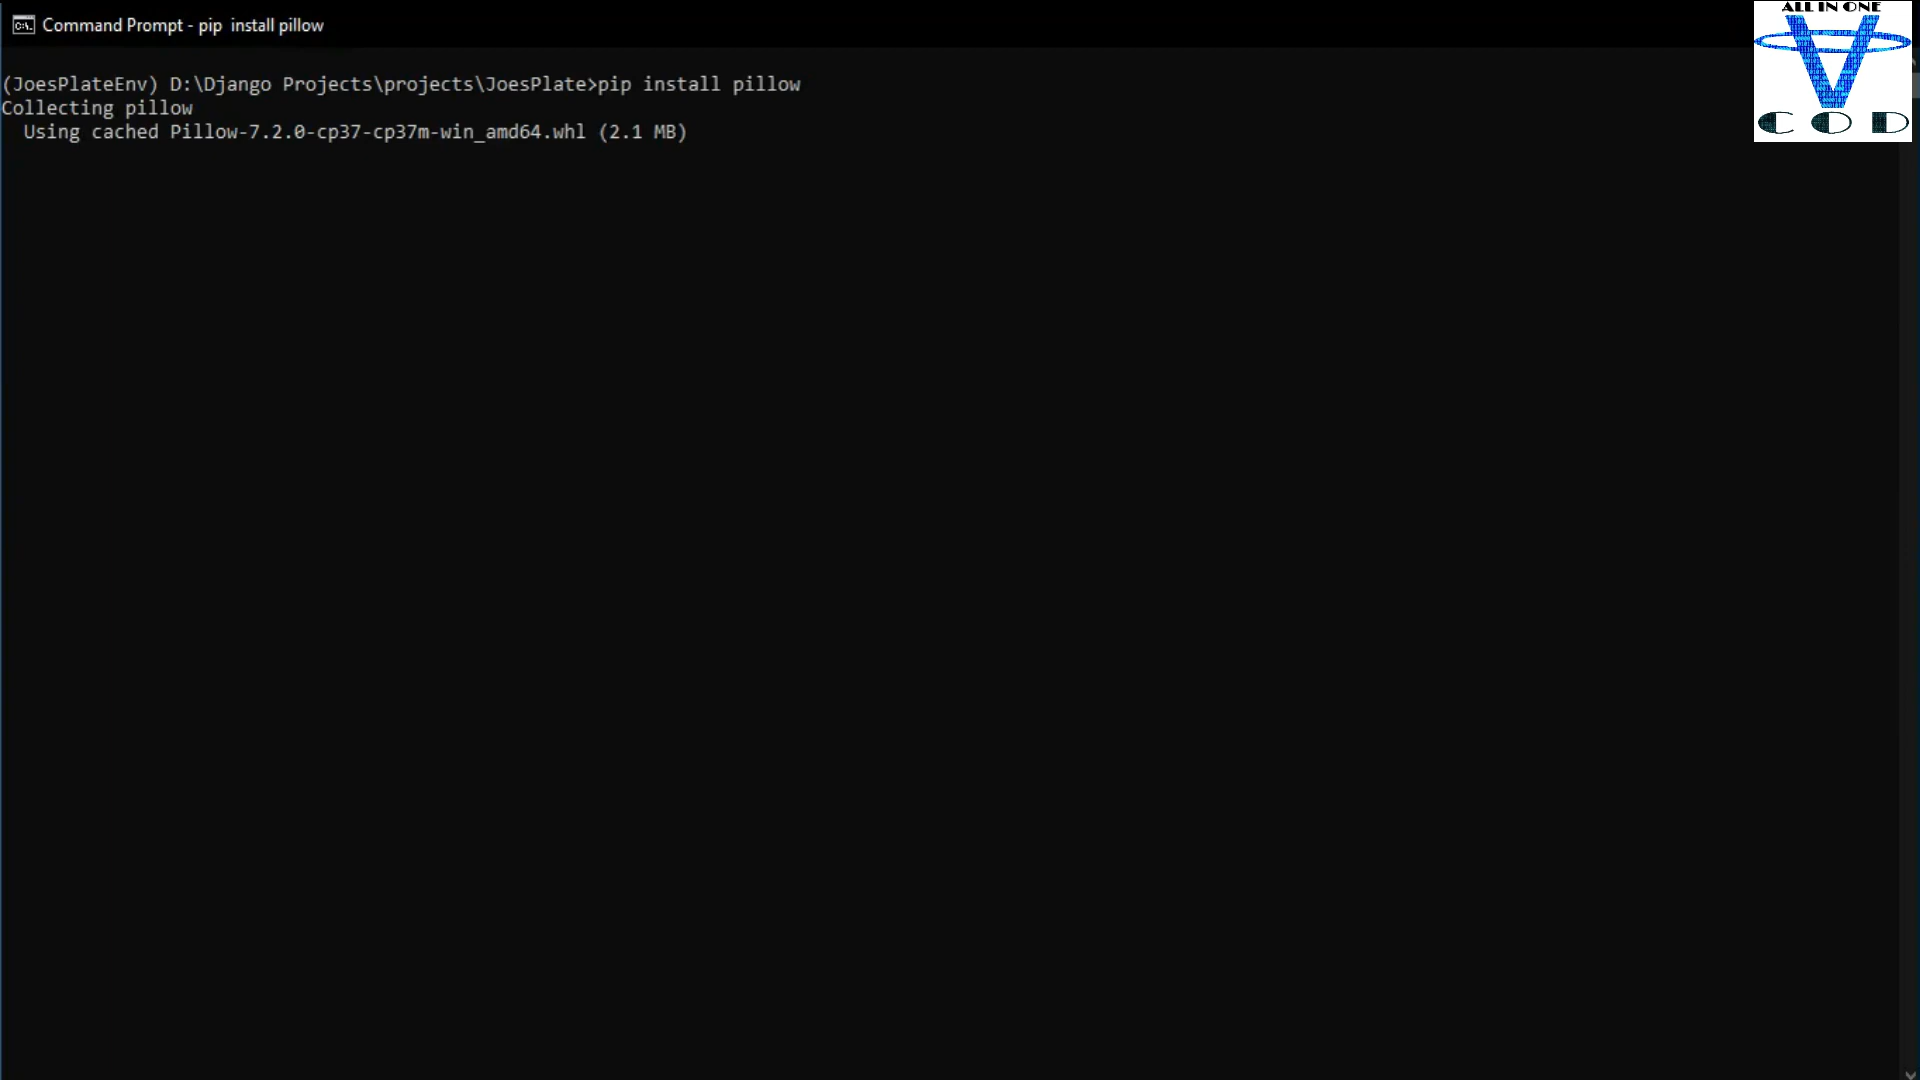 Command Prompt - pip  install pillow
ALL IN ONE
COD
(JoesPlateEnv) D:\Django Projects\projects\JoesPlate>pip install pillow
Collecting pillow
  Using cached Pillow-7.2.0-cp37-cp37m-win_amd64.whl (2.1 MB)